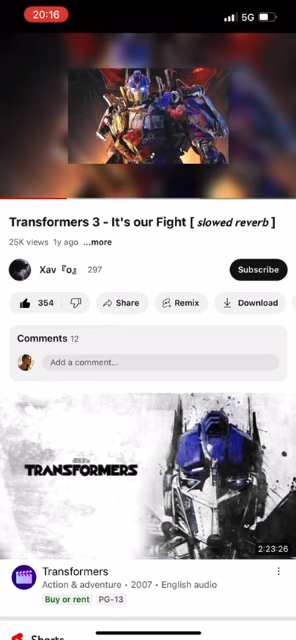 20:16
5G
Transformers 3 - It's our Fight [ slowed reverb ]
25K views 1y ago ...more
Xav『o』 297
Subscribe
354
Share
Remix
Download
Comments 12
Add a comment...
TRANSFORMERS
2:23:26
Transformers
Action & adventure • 2007 • English audio
Buy or rent PG-13
Shorts